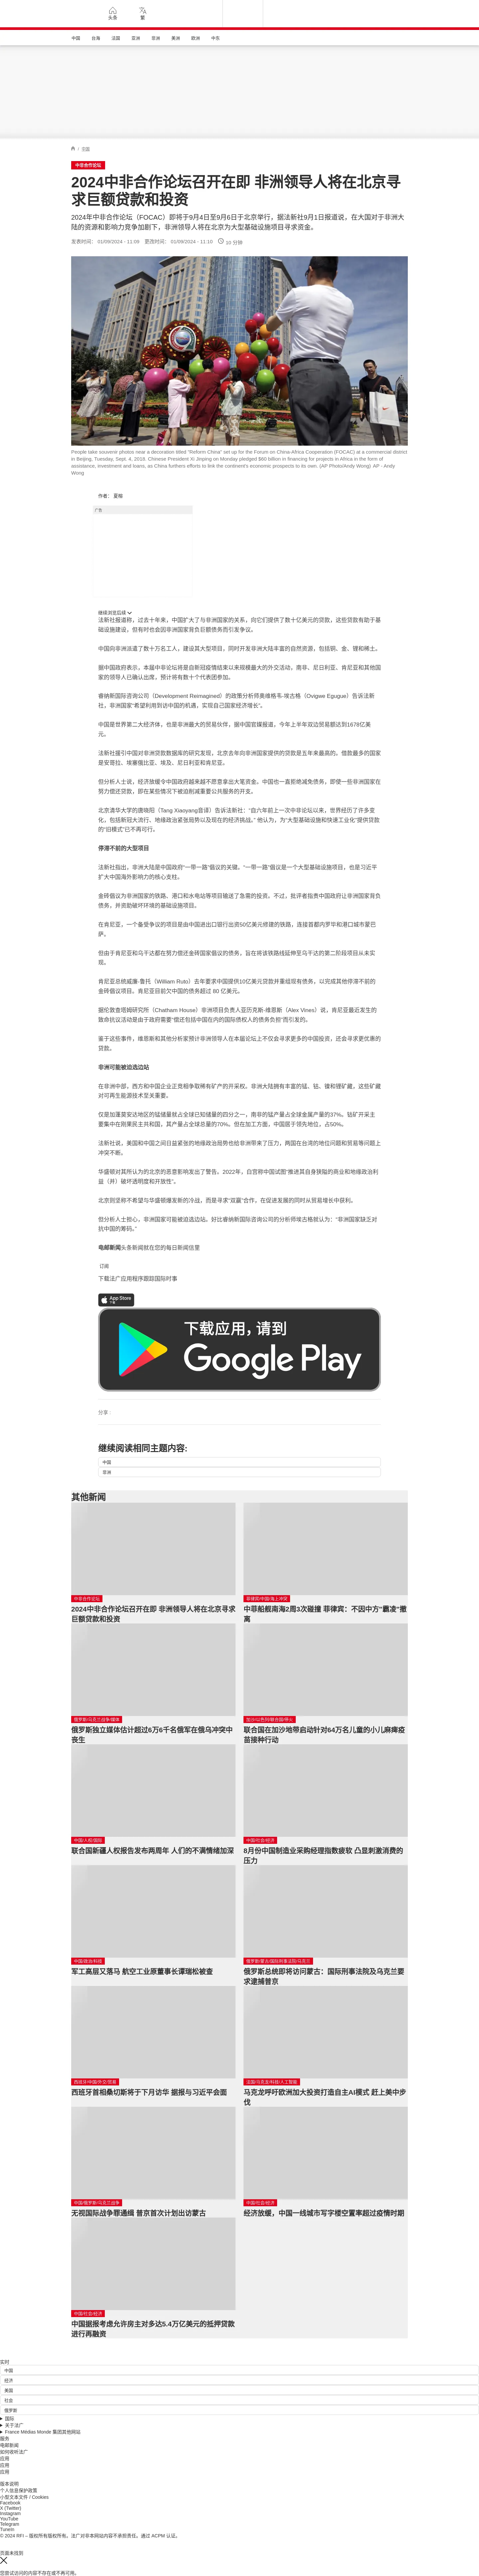 头条
繁
中国
台海
法国
亚洲
非洲
美洲
欧洲
中东
/ 中国
中非合作论坛
2024中非合作论坛召开在即 非洲领导人将在北京寻
求巨额贷款和投资
2024年中非合作论坛（FOCAC）即将于9月4日至9月6日于北京举行，据法新社9月1日报道说，在大国对于非洲大
陆的资源和影响力竞争加剧下，非洲领导人将在北京为大型基础设施项目寻求资金。
发表时间： 01/09/2024 - 11:09 更改时间： 01/09/2024 - 11:10 10 分钟
People take souvenir photos near a decoration titled "Reform China" set up for the Forum on China-Africa Cooperation (FOCAC) at a commercial district
in Beijing, Tuesday, Sept. 4, 2018. Chinese President Xi Jinping on Monday pledged $60 billion in financing for projects in Africa in the form of
assistance, investment and loans, as China furthers efforts to link the continent's economic prospects to its own. (AP Photo/Andy Wong) AP - Andy
Wong
作者： 夏榕
广告
继续浏览后续
法新社报道称，过去十年来，中国扩大了与非洲国家的关系，向它们提供了数十亿美元的贷款，这些贷款有助于基
础设施建设，但有时也会因非洲国家背负巨额债务而引发争议。
中国向非洲派遣了数十万名工人，建设其大型项目，同时开发非洲大陆丰富的自然资源，包括铜、金、锂和稀土。
据中国政府表示，本届中非论坛将是自新冠疫情结束以来规模最大的外交活动，南非、尼日利亚、肯尼亚和其他国
家的领导人已确认出席，预计将有数十个代表团参加。
睿纳新国际咨询公司（Development Reimagined）的政策分析师奥维格韦-埃古格（Ovigwe Eguegue）告诉法新
社，非洲国家"希望利用到访中国的机遇，实现自己国家经济增长"。
中国是世界第二大经济体，也是非洲最大的贸易伙伴，据中国官媒报道，今年上半年双边贸易额达到1678亿美
元。
法新社援引中国对非洲贷款数据库的研究发现，北京去年向非洲国家提供的贷款是五年来最高的。借款最多的国家
是安哥拉、埃塞俄比亚、埃及、尼日利亚和肯尼亚。
但分析人士说，经济放缓令中国政府越来越不愿意拿出大笔资金。中国也一直拒绝减免债务，即便一些非洲国家在
努力偿还贷款，即在某些情况下被迫削减重要公共服务的开支。
北京清华大学的唐晓阳（Tang Xiaoyang音译）告诉法新社："自六年前上一次中非论坛以来，世界经历了许多变
化，包括新冠大流行、地缘政治紧张局势以及现在的经济挑战。" 他认为，为"大型基础设施和快速工业化"提供贷款
的"旧模式"已不再可行。
停滞不前的大型项目
法新社指出，非洲大陆是中国政府"一带一路"倡议的关键。"一带一路"倡议是一个大型基础设施项目，也是习近平
扩大中国海外影响力的核心支柱。
金砖倡议为非洲国家的铁路、港口和水电站等项目输送了急需的投资。不过，批评者指责中国政府让非洲国家背负
债务，并资助破坏环境的基础设施项目。
在肯尼亚，一个备受争议的项目是由中国进出口银行出资50亿美元修建的铁路，连接首都内罗毕和港口城市蒙巴
萨。
但由于肯尼亚和乌干达都在努力偿还金砖国家倡议的债务，旨在将该铁路线延伸至乌干达的第二阶段项目从未实
现。
肯尼亚总统威廉-鲁托（William Ruto）去年要求中国提供10亿美元贷款并重组现有债务，以完成其他停滞不前的
金砖倡议项目。肯尼亚目前欠中国的债务超过 80 亿美元。
据伦敦查塔姆研究所（Chatham House）非洲项目负责人亚历克斯-维恩斯（Alex Vines）说，肯尼亚最近发生的
致命抗议活动是由于政府需要"偿还包括中国在内的国际债权人的债务负担"而引发的。
鉴于这些事件，维恩斯和其他分析家预计非洲领导人在本届论坛上不仅会寻求更多的中国投资，还会寻求更优惠的
贷款。
非洲可能被迫选边站
在非洲中部，西方和中国企业正竞相争取稀有矿产的开采权。非洲大陆拥有丰富的锰、钴、镍和锂矿藏，这些矿藏
对可再生能源技术至关重要。
仅是加蓬莫安达地区的锰储量就占全球已知储量的四分之一，南非的锰产量占全球金属产量的37%。钴矿开采主
要集中在刚果民主共和国，其产量占全球总量的70%。但在加工方面，中国居于领先地位，占50%。
法新社说，美国和中国之间日益紧张的地缘政治局势也给非洲带来了压力，两国在台湾的地位问题和贸易等问题上
冲突不断。
华盛顿对其所认为的北京的恶意影响发出了警告。2022年，白宫称中国试图"推进其自身狭隘的商业和地缘政治利
益（并）破坏透明度和开放性"。
北京则坚称不希望与华盛顿爆发新的冷战，而是寻求"双赢"合作，在促进发展的同时从贸易增长中获利。
但分析人士担心，非洲国家可能被迫选边站。好比睿纳新国际咨询公司的分析师埃古格就认为："非洲国家缺乏对
抗中国的筹码。"
电邮新闻头条新闻就在您的每日新闻信里
订阅
下载法广应用程序跟踪国际时事
App Store
下载应用，请到
Google Play
分享 :
继续阅读相同主题内容:
中国
非洲
其他新闻
中非合作论坛
2024中非合作论坛召开在即 非洲领导人将在北京寻求
巨额贷款和投资
菲律宾/中国/海上冲突
中菲船舰南海2周3次碰撞 菲律宾：不因中方"霸凌"撤
离
俄罗斯/乌克兰战争/媒体
俄罗斯独立媒体估计超过6万6千名俄军在俄乌冲突中
丧生
加沙/以色列/联合国/停火
联合国在加沙地带启动针对64万名儿童的小儿麻痺疫
苗接种行动
中国/人权/国际
联合国新疆人权报告发布两周年 人们的不满情绪加深
中国/社会/经济
8月份中国制造业采购经理指数疲软 凸显刺激消费的
压力
中国/政治/科技
军工高层又落马 航空工业原董事长谭瑞松被查
俄罗斯/蒙古/国际刑事法院/乌克兰
俄罗斯总统即将访问蒙古：国际刑事法院及乌克兰要
求逮捕普京
西班牙/中国/外交/贸易
西班牙首相桑切斯将于下月访华 据报与习近平会面
法国/马克龙/科技/人工智能
马克龙呼吁欧洲加大投资打造自主AI模式 赶上美中步
伐
中国/俄罗斯/乌克兰战争
无视国际战争罪通缉 普京首次计划出访蒙古
中国/社会/经济
经济放缓，中国一线城市写字楼空置率超过疫情时期
中国/社会/经济
中国据报考虑允许房主对多达5.4万亿美元的抵押贷款
进行再融资
实时
中国
经济
美国
社会
俄罗斯
国际
关于法广
France Médias Monde 集团其他网站
服务
电邮新闻
如何收听法广
应用
应用
应用
版本说明
个人信息保护政策
小型文本文件 / Cookies
Facebook
X (Twitter)
Instagram
YouTube
Telegram
TuneIn
© 2024 RFI – 版权所有版权所有。法广对非本网站内容不承担责任。通过 ACPM 认证。
页面未找到
您尝试访问的内容不存在或不再可用。